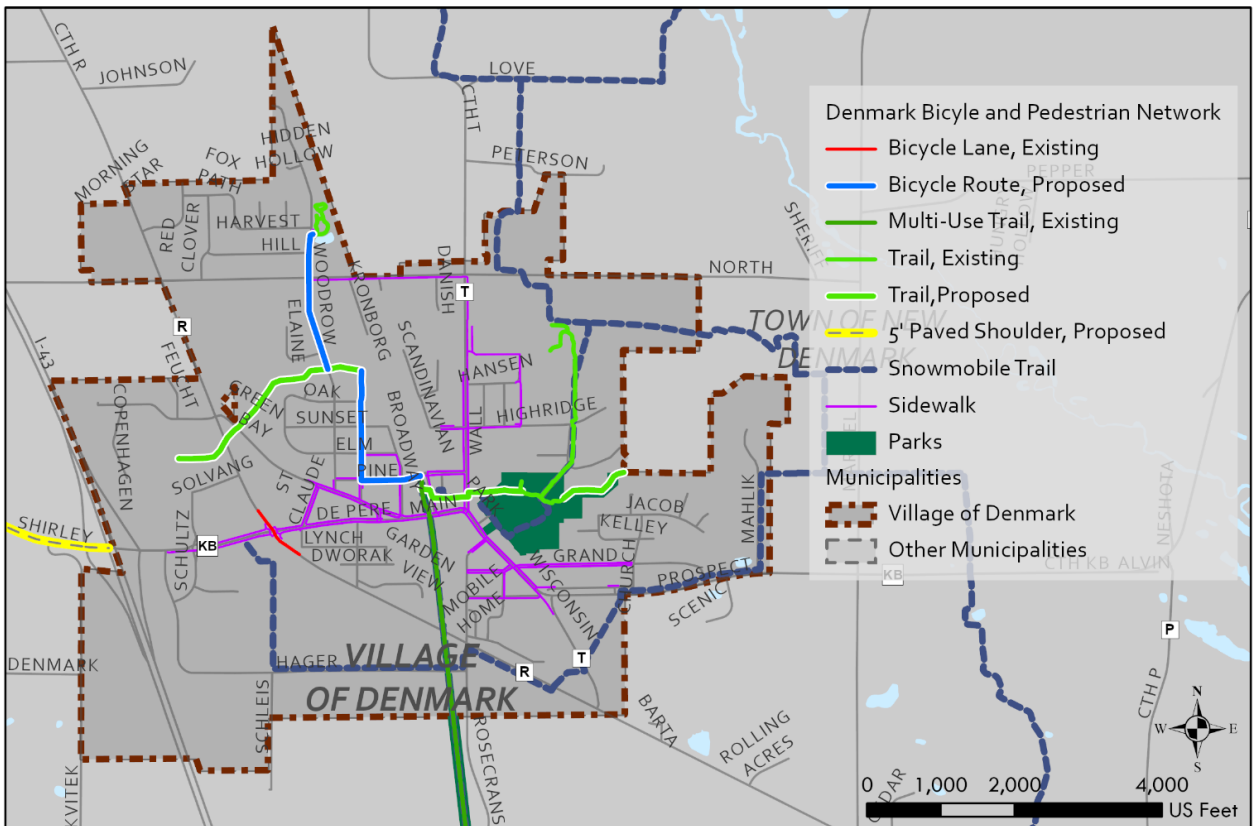 CTH R
JOHNSON
LOVE
CTH T
MORNING
STAR
FOX
PATH
HIDDEN
HOLLOW
PETERSON
RED
CLOVER
HARVEST
HILL
WOODROW
ELAINE
KRONBORG
DANISH
T
NORTH
SHERIFF
PEPPER
TOWN OF NEW
DENMARK
Denmark Bicyle and Pedestrian Network
Bicycle Lane, Existing
Bicycle Route, Proposed
Multi-Use Trail, Existing
Trail, Existing
Trail,Proposed
5' Paved Shoulder, Proposed
Snowmobile Trail
Sidewalk
Parks
Municipalities
Village of Denmark
Other Municipalities
R
I-43
FEUCHT
COPENHAGEN
GREEN
BAY
OAK
SUNSET
ELM
PINE
BROADWAY
SCANDINAVIAN
HANSEN
WALL
HIGHRIDGE
SOLVANG
ST
CLAUDE
DE PERE
MAIN
PARK
JACOB
KELLEY
MAHLIK
NESHOTA
SHIRLEY
SCHULTZ
KB
LYNCH
DWORAK
GARDEN
VIEW
MOBILE
HOME
WISCONSIN
GRAND
CHURCH
PROSPECT
SCENIC
KB
CTH KB ALVIN
P
DENMARK
HAGER
VILLAGE
OF DENMARK
R
T
SCHLEIS
ROSECRANS
BARTA
ROLLING
ACRES
CTH P
KVITEK
N
W
E
S
0 1,000 2,000 4,000
US Feet